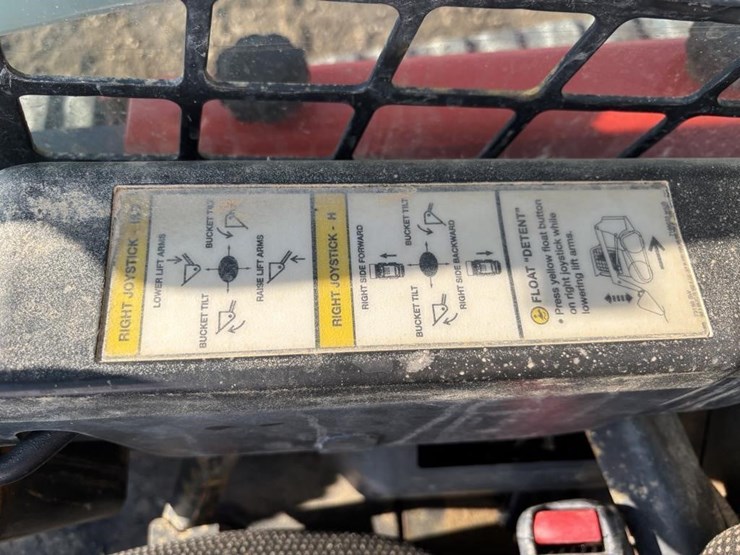 RIGHT JOYSTICK -
LOWER LIFT ARMS
BUCKET TILT
BUCKET TILT
RAISE LIFT ARMS
RIGHT JOYSTICK - H
RIGHT SIDE FORWARD
BUCKET TILT
BUCKET TILT
RIGHT SIDE BACKWARD
FLOAT "DETENT"
* Press yellow float button
on right joystick while
lowering lift arms.